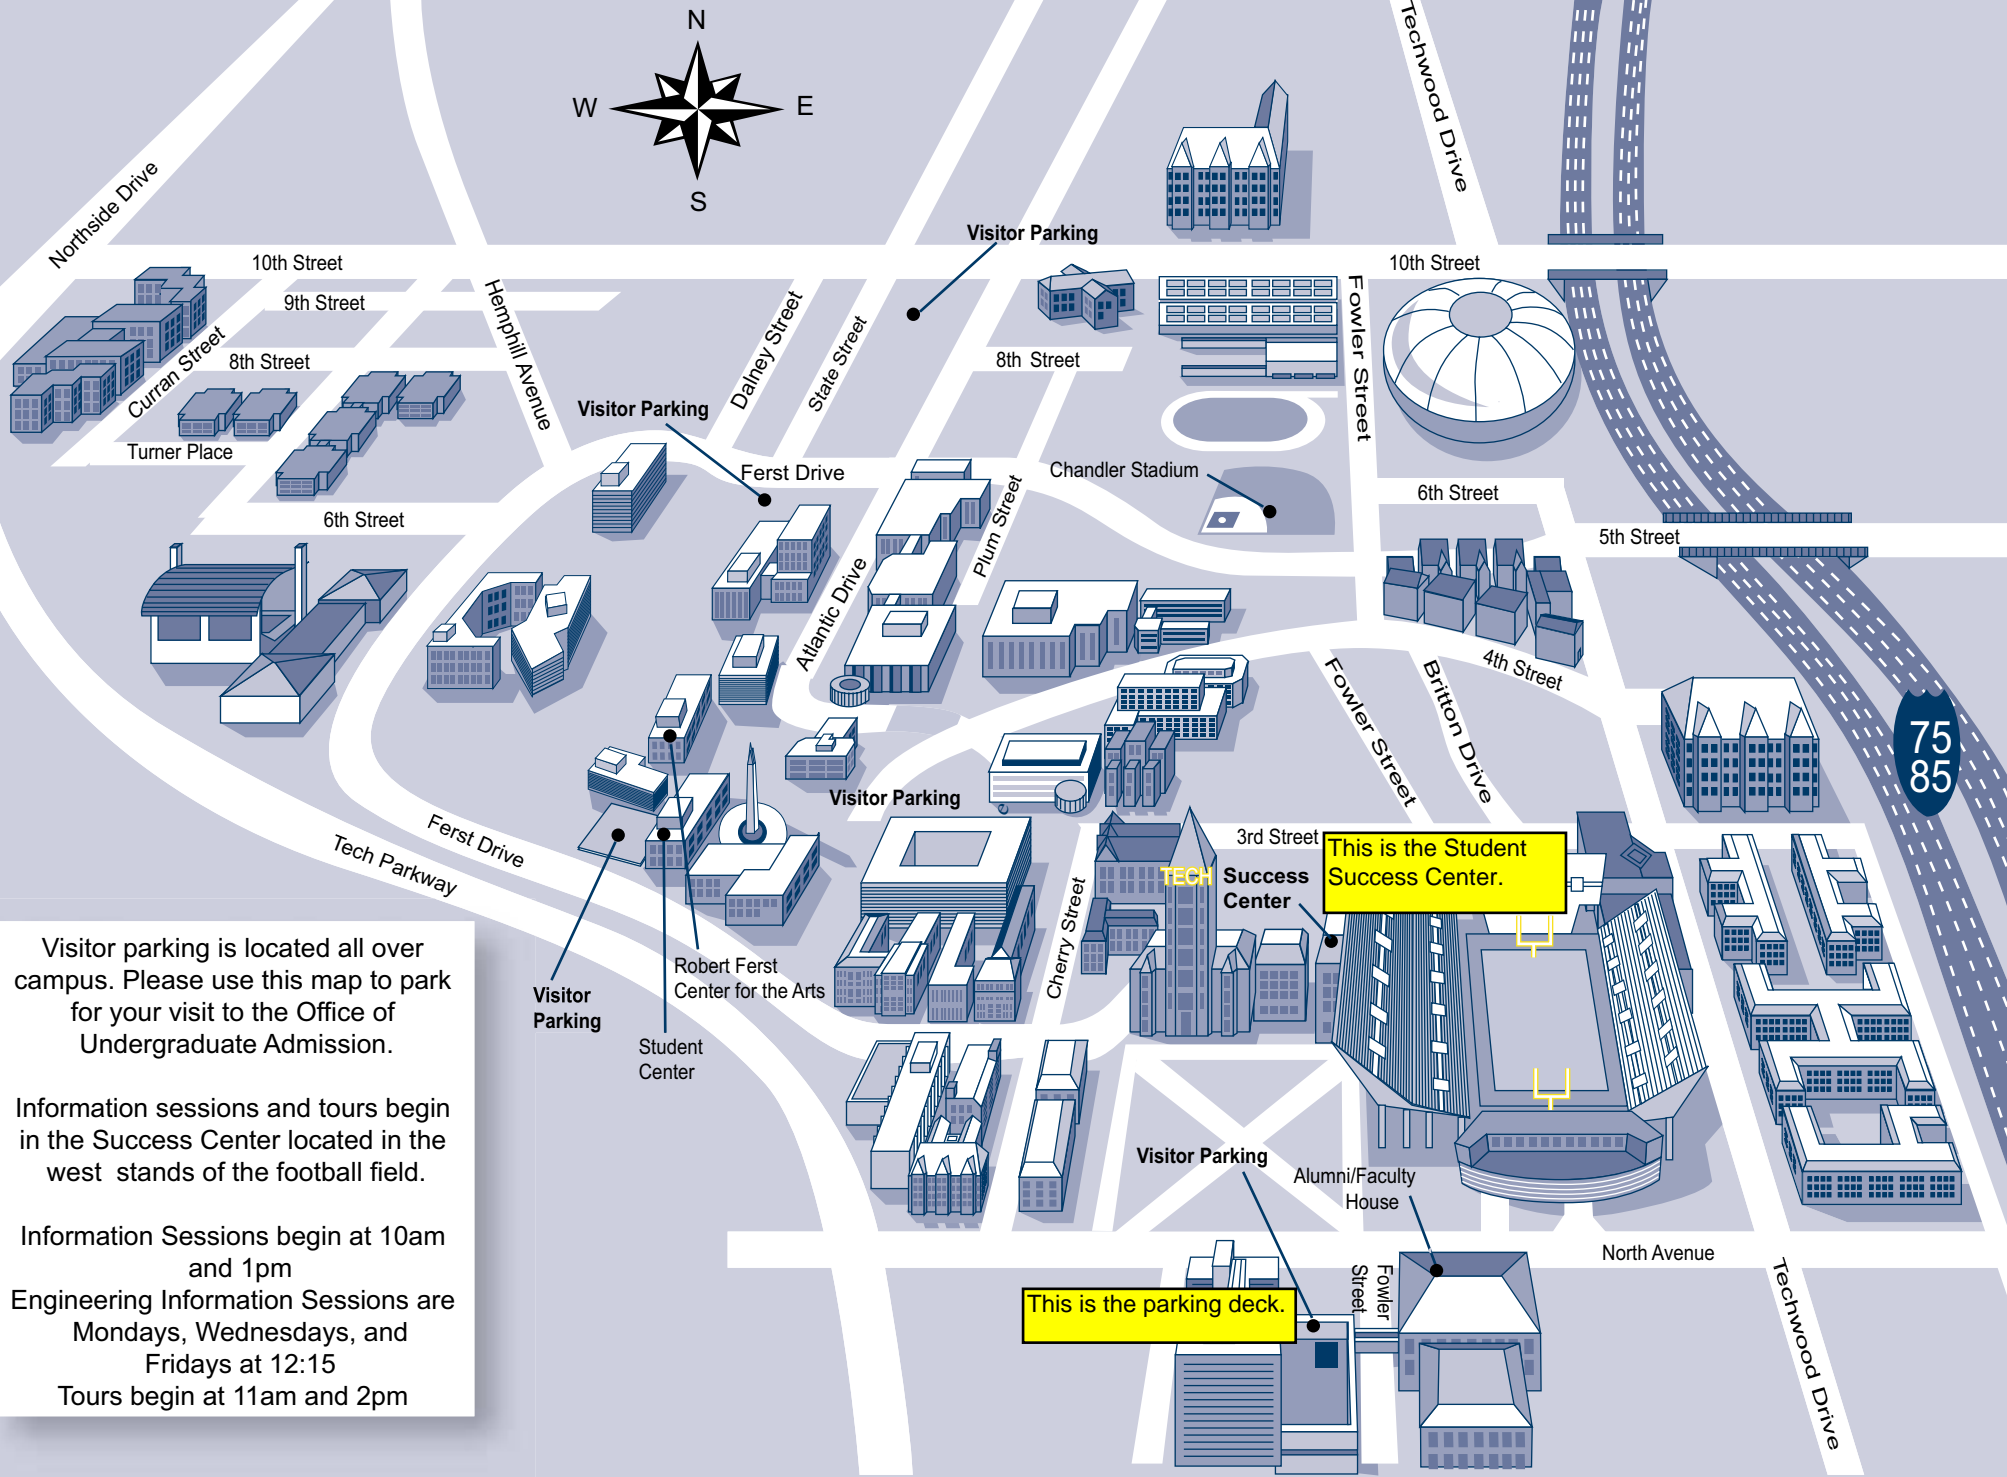 N
W
E
S
Techwood Drive
Northside Drive
Visitor Parking
10th Street
10th Street
9th Street
Hemphill Avenue
Dalney Street
State Street
Fowler Street
8th Street
8th Street
Curran Street
Visitor Parking
Turner Place
Ferst Drive
Chandler Stadium
Plum Street
6th Street
6th Street
5th Street
Atlantic Drive
4th Street
Fowler Street
Britton Drive
75
85
Visitor Parking
e
Ferst Drive
Tech Parkway
3rd Street
This is the Student
Success Center.
TECH
Success
Center
Cherry Street
Visitor parking is located all over
campus. Please use this map to park
for your visit to the Office of
Undergraduate Admission.
Information sessions and tours begin
in the Success Center located in the
west stands of the football field.
Information Sessions begin at 10am
and 1pm
Engineering Information Sessions are
Mondays, Wednesdays, and
Fridays at 12:15
Tours begin at 11am and 2pm
Robert Ferst
Center for the Arts
Visitor
Parking
Student
Center
Visitor Parking
Alumni/Faculty
House
North Avenue
Fowler
Street
This is the parking deck.
Techwood Drive